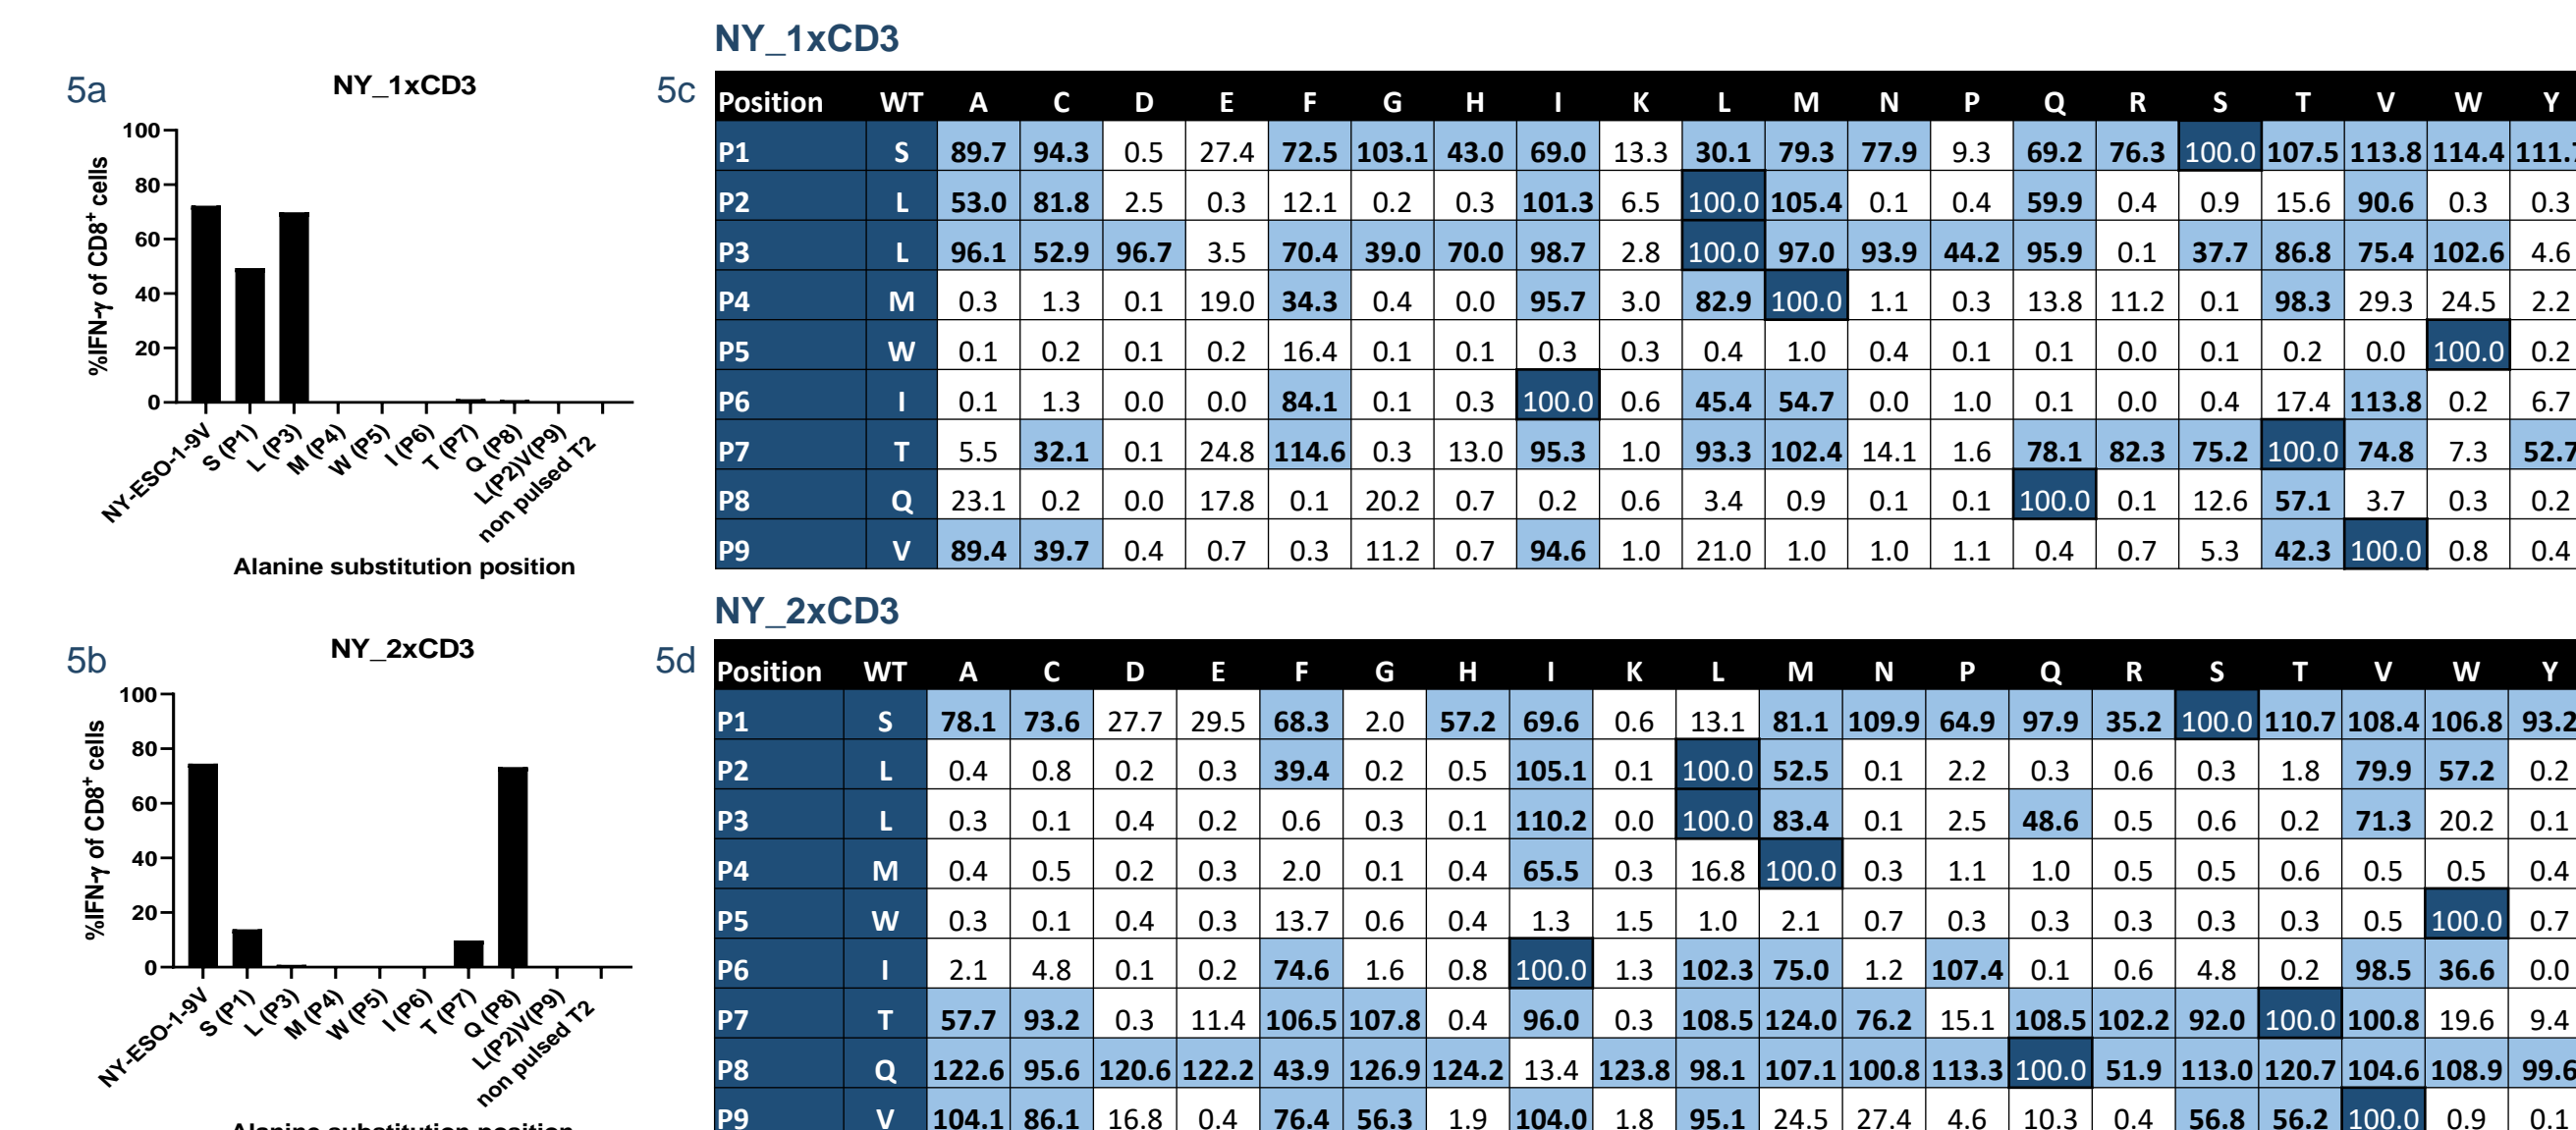 NY_1xCD3
5a
NY_1xCD3
%IFN-γ of CD8+ cells
100
80
60
40
20
0
NY-ESO-1-9V
S (P1)
L (P3)
M (P4)
W (P5)
I (P6)
T (P7)
Q (P8)
L(P2)V(P9)
non pulsed T2
Alanine substitution position
5c
Position WT A C D E F G H I K L M N P Q R S T V W Y
P1 S 89.7 94.3 0.5 27.4 72.5 103.1 43.0 69.0 13.3 30.1 79.3 77.9 9.3 69.2 76.3 100.0 107.5 113.8 114.4 111.7
P2 L 53.0 81.8 2.5 0.3 12.1 0.2 0.3 101.3 6.5 100.0 105.4 0.1 0.4 59.9 0.4 0.9 15.6 90.6 0.3 0.3
P3 L 96.1 52.9 96.7 3.5 70.4 39.0 70.0 98.7 2.8 100.0 97.0 93.9 44.2 95.9 0.1 37.7 86.8 75.4 102.6 4.6
P4 M 0.3 1.3 0.1 19.0 34.3 0.4 0.0 95.7 3.0 82.9 100.0 1.1 0.3 13.8 11.2 0.1 98.3 29.3 24.5 2.2
P5 W 0.1 0.2 0.1 0.2 16.4 0.1 0.1 0.3 0.3 0.4 1.0 0.4 0.1 0.1 0.0 0.1 0.2 0.0 100.0 0.2
P6 I 0.1 1.3 0.0 0.0 84.1 0.1 0.3 100.0 0.6 45.4 54.7 0.0 1.0 0.1 0.0 0.4 17.4 113.8 0.2 6.7
P7 T 5.5 32.1 0.1 24.8 114.6 0.3 13.0 95.3 1.0 93.3 102.4 14.1 1.6 78.1 82.3 75.2 100.0 74.8 7.3 52.7
P8 Q 23.1 0.2 0.0 17.8 0.1 20.2 0.7 0.2 0.6 3.4 0.9 0.1 0.1 100.0 0.1 12.6 57.1 3.7 0.3 0.2
P9 V 89.4 39.7 0.4 0.7 0.3 11.2 0.7 94.6 1.0 21.0 1.0 1.0 1.1 0.4 0.7 5.3 42.3 100.0 0.8 0.4
NY_2xCD3
5b
NY_2xCD3
%IFN-γ of CD8+ cells
100
80
60
40
20
0
NY-ESO-1-9V
S (P1)
L (P3)
M (P4)
W (P5)
I (P6)
T (P7)
Q (P8)
L(P2)V(P9)
non pulsed T2
Alanine substitution position
5d
Position WT A C D E F G H I K L M N P Q R S T V W Y
P1 S 78.1 73.6 27.7 29.5 68.3 2.0 57.2 69.6 0.6 13.1 81.1 109.9 64.9 97.9 35.2 100.0 110.7 108.4 106.8 93.2
P2 L 0.4 0.8 0.2 0.3 39.4 0.2 0.5 105.1 0.1 100.0 52.5 0.1 2.2 0.3 0.6 0.3 1.8 79.9 57.2 0.2
P3 L 0.3 0.1 0.4 0.2 0.6 0.3 0.1 110.2 0.0 100.0 83.4 0.1 2.5 48.6 0.5 0.6 0.2 71.3 20.2 0.1
P4 M 0.4 0.5 0.2 0.3 2.0 0.1 0.4 65.5 0.3 16.8 100.0 0.3 1.1 1.0 0.5 0.5 0.6 0.5 0.5 0.4
P5 W 0.3 0.1 0.4 0.3 13.7 0.6 0.4 1.3 1.5 1.0 2.1 0.7 0.3 0.3 0.3 0.3 0.3 0.5 100.0 0.7
P6 I 2.1 4.8 0.1 0.2 74.6 1.6 0.8 100.0 1.3 102.3 75.0 1.2 107.4 0.1 0.6 4.8 0.2 98.5 36.6 0.0
P7 T 57.7 93.2 0.3 11.4 106.5 107.8 0.4 96.0 0.3 108.5 124.0 76.2 15.1 108.5 102.2 92.0 100.0 100.8 19.6 9.4
P8 Q 122.6 95.6 120.6 122.2 43.9 126.9 124.2 13.4 123.8 98.1 107.1 100.8 113.3 100.0 51.9 113.0 120.7 104.6 108.9 99.6
P9 V 104.1 86.1 16.8 0.4 76.4 56.3 1.9 104.0 1.8 95.1 24.5 27.4 4.6 10.3 0.4 56.8 56.2 100.0 0.9 0.1